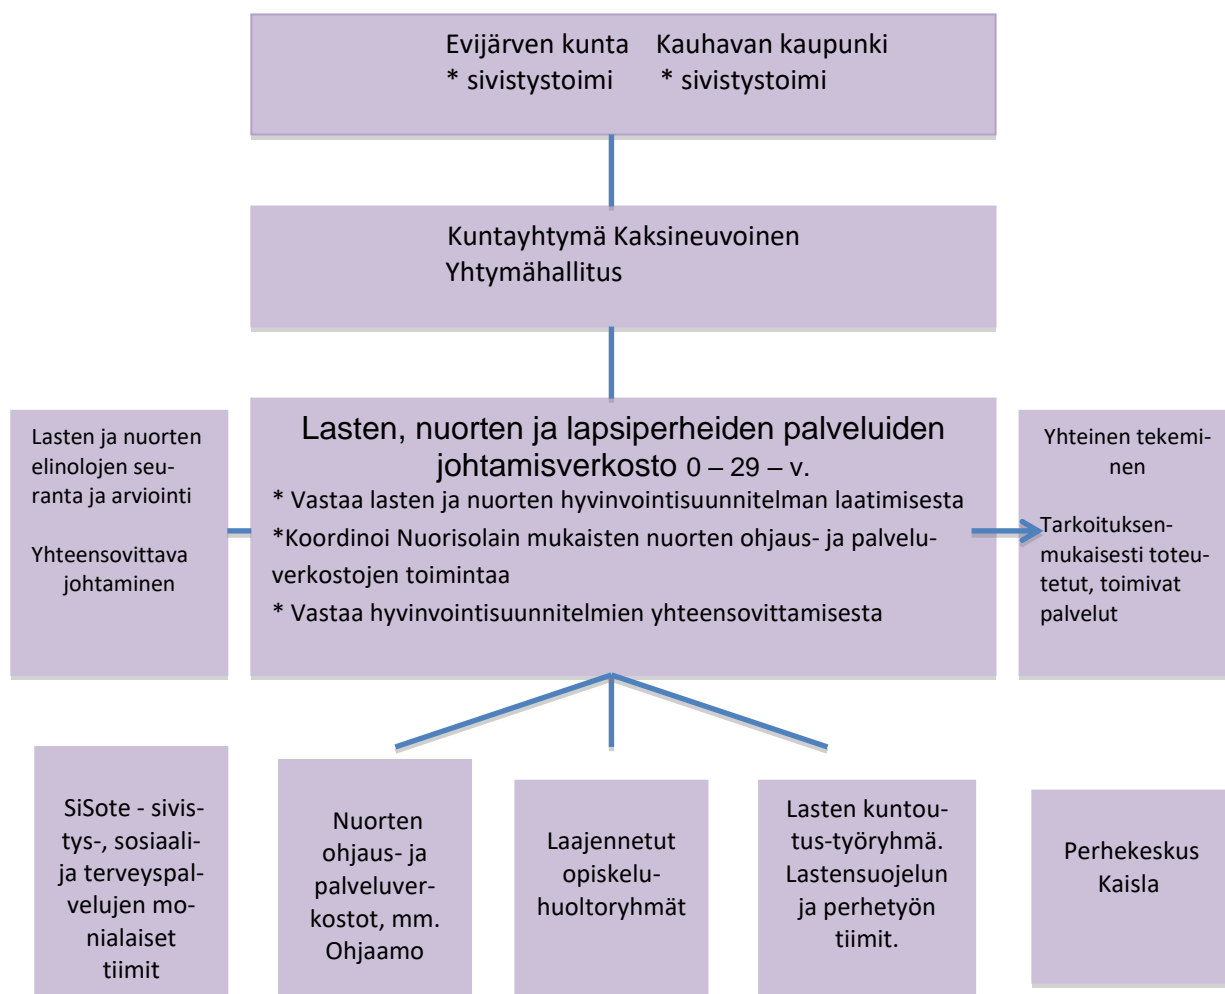 Evijärven kunta Kauhavan kaupunki
* sivistystoimi * sivistystoimi
Kuntayhtymä Kaksineuvoinen
Yhtymähallitus
Lasten ja nuorten
elinolojen seu-
ranta ja arviointi
Yhteensovittava
johtaminen
Lasten, nuorten ja lapsiperheiden palveluiden
johtamisverkosto 0 – 29 – v.
* Vastaa lasten ja nuorten hyvinvointisuunnitelman laatimisesta
*Koordinoi Nuorisolain mukaisten nuorten ohjaus- ja palvelu-
verkostojen toimintaa
* Vastaa hyvinvointisuunnitelmien yhteensovittamisesta
Yhteinen tekemi-
nen
Tarkoituksen-
mukaisesti toteu-
tetut, toimivat
palvelut
SiSote - sivis-
tys-, sosiaali-
ja terveyspal-
velujen mo-
nialaiset
tiimit
Nuorten
ohjaus- ja
palveluver-
kostot, mm.
Ohjaamo
Laajennetut
opiskelu-
huoltoryhmät
Lasten kuntou-
tus-työryhmä.
Lastensuojelun
ja perhetyön
tiimit.
Perhekeskus
Kaisla